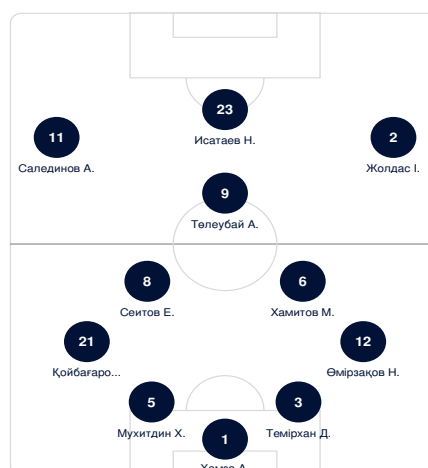 23
Исатаев Н.
11
Саледінов А.
2
Жолдас І.
9
Төлеубай А.
8
Сеитов Е.
6
Хамитов М.
21
Қойбағаро...
12
Өмірзақов Н.
5
Мухитдин Х.
3
Темірхан Д.
1